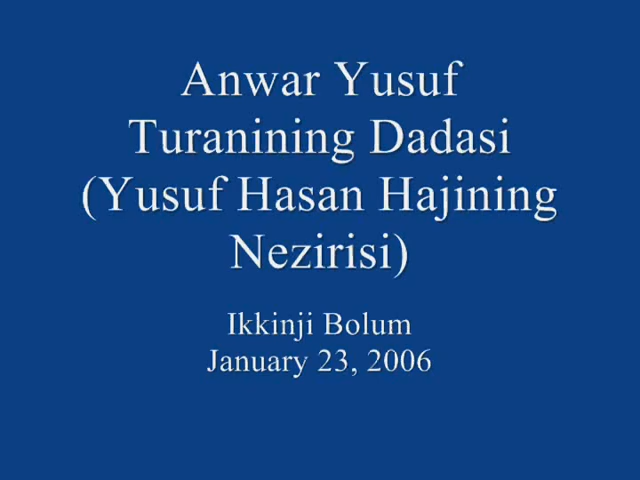 Anwar Yusuf
Turanining Dadasi
(Yusuf Hasan Hajining
Nezirisi)
Ikkinji Bolum
January 23, 2006